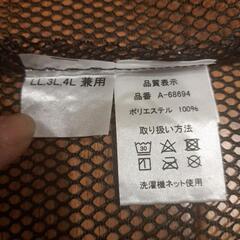 LL,3L,4L 兼用
品質表示
品番 A-68694
ポリエステル 100%
取り扱い方法
30
洗濯機ネット使用